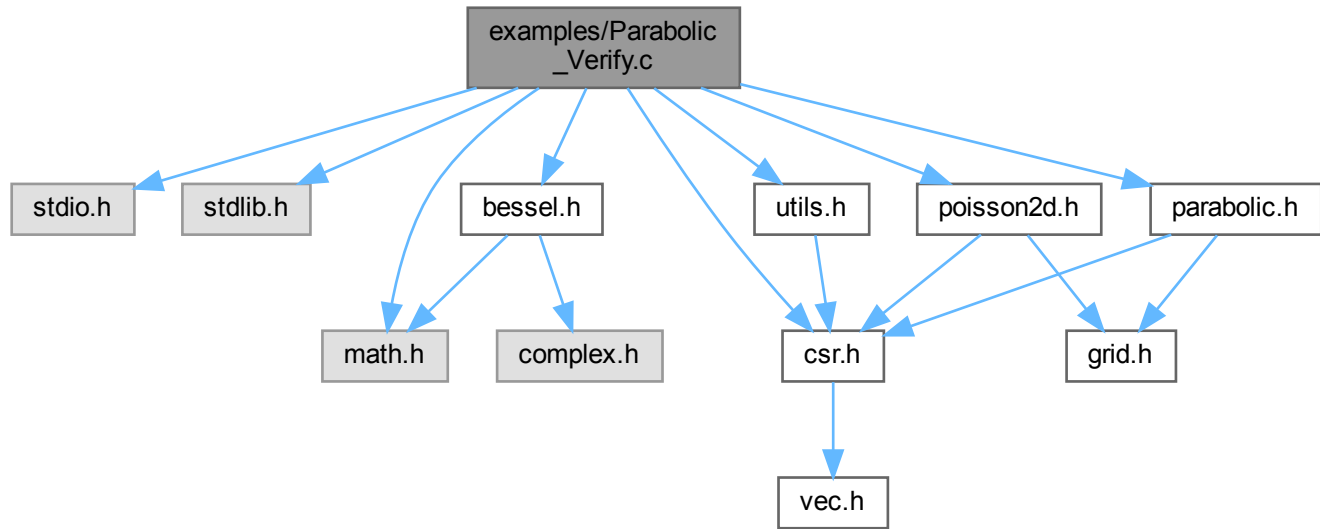 examples/Parabolic
_Verify.c
stdio.h
stdlib.h
bessel.h
utils.h
poisson2d.h
parabolic.h
math.h
complex.h
csr.h
grid.h
vec.h